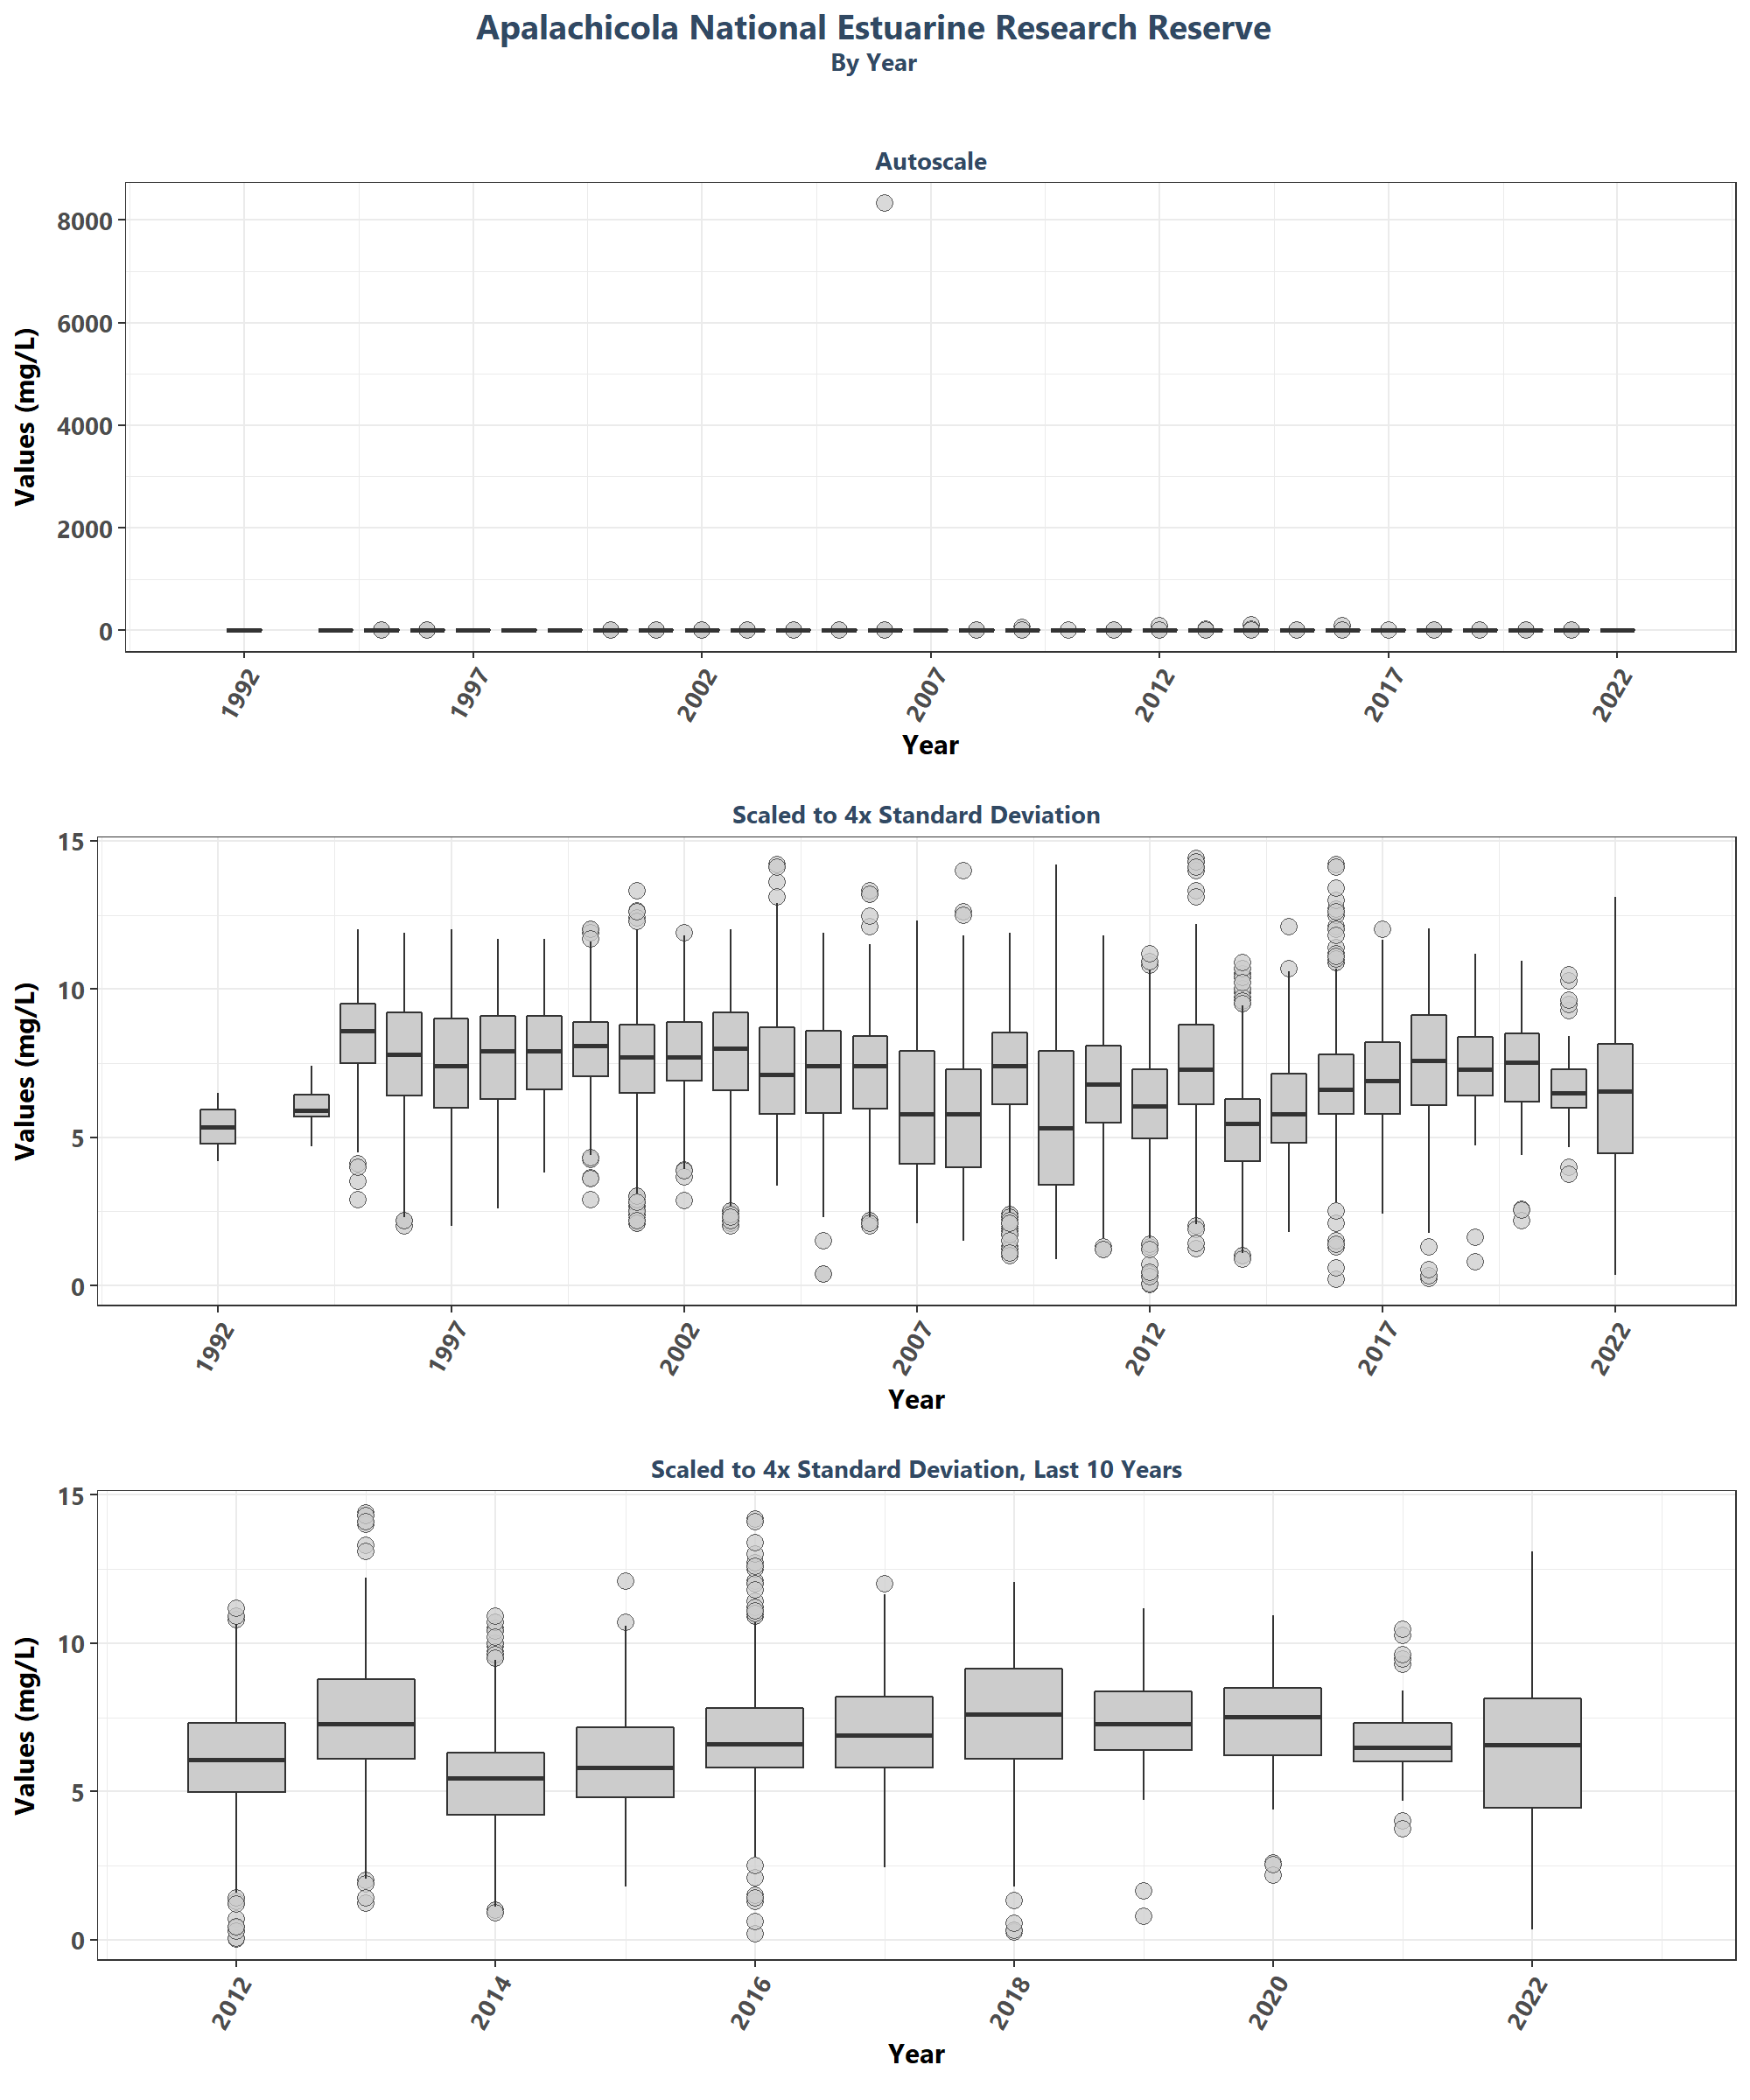 Apalachicola National Estuarine Research Reserve
By Year
Autoscale
Values (mg/L)
8000
6000
4000
2000
0
1992 1997 2002 2007 2012 2017 2022
Year
Scaled to 4x Standard Deviation
Values (mg/L)
15
10
5
0
1992 1997 2002 2007 2012 2017 2022
Year
Scaled to 4x Standard Deviation, Last 10 Years
Values (mg/L)
15
10
5
0
2012 2014 2016 2018 2020 2022
Year